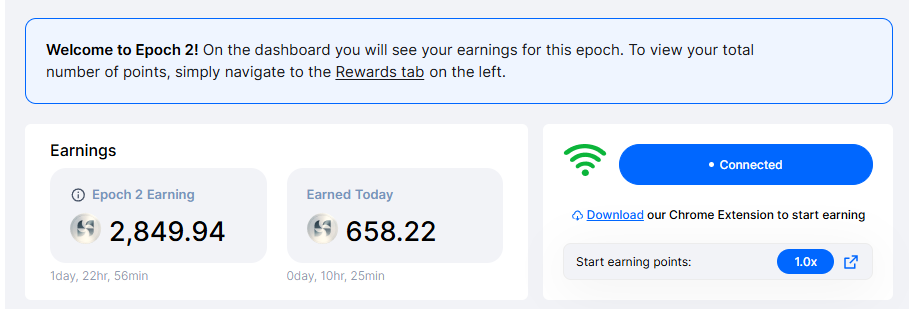 Welcome to Epoch 2! On the dashboard you will see your earnings for this epoch. To view your total
number of points, simply navigate to the Rewards tab on the left.
Earnings
Epoch 2 Earning
2,849.94
1day, 22hr, 56min
Earned Today
658.22
0day, 10hr, 25min
Connected
Download our Chrome Extension to start earning
Start earning points:
1.0x